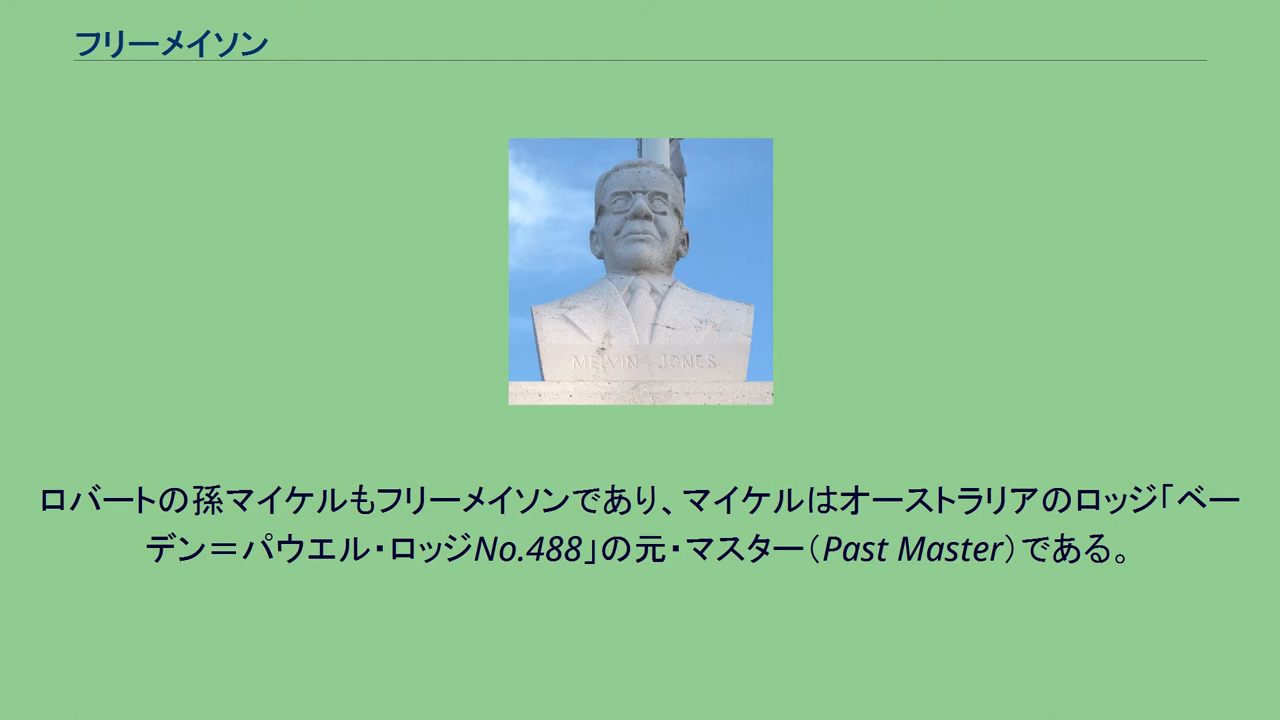 フリーメイソン
MELVIN JONES
ロバートの孫マイケルもフリーメイソンであり、マイケルはオーストラリアのロッジ「ベー
デン＝パウエル・ロッジNo.488」の元・マスター（Past Master）である。